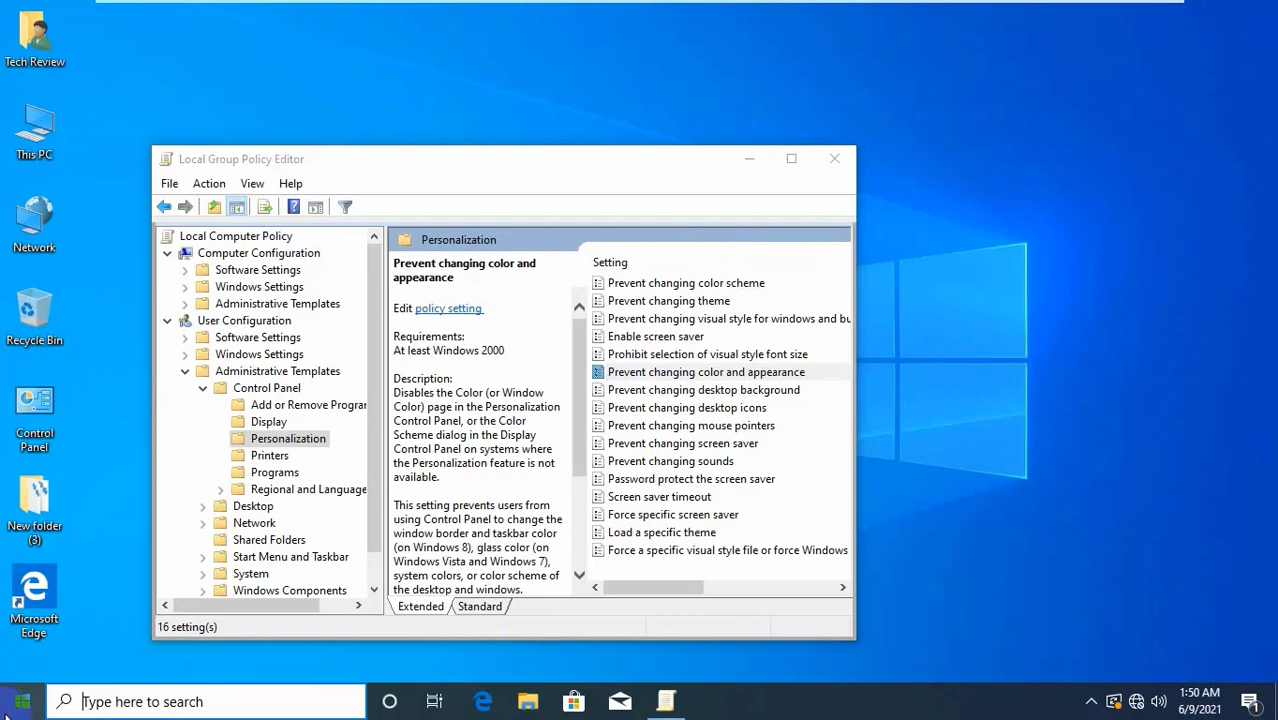 Tech Review
This PC
Network
Recycle Bin
Control
Panel
New folder
(3)
Microsoft
Edge
Local Group Policy Editor
File Action View Help
Local Computer Policy
Computer Configuration
Software Settings
Windows Settings
Administrative Templates
User Configuration
Software Settings
Windows Settings
Administrative Templates
Control Panel
Add or Remove Progra
Display
Personalization
Printers
Programs
Regional and Language
Desktop
Network
Shared Folders
Start Menu and Taskbar
System
Windows Components
Personalization
Prevent changing color and
appearance
Edit policy setting
Requirements:
At least Windows 2000
Description:
Disables the Color (or Window
Color) page in the Personalization
Control Panel, or the Color
Scheme dialog in the Display
Control Panel on systems where
the Personalization feature is not
available.
This setting prevents users from
using Control Panel to change the
window border and taskbar color
(on Windows 8), glass color (on
Windows Vista and Windows 7),
system colors, or color scheme of
the desktop and windows.
Setting
Prevent changing color scheme
Prevent changing theme
Prevent changing visual style for windows and bu
Enable screen saver
Prohibit selection of visual style font size
Prevent changing color and appearance
Prevent changing desktop background
Prevent changing desktop icons
Prevent changing mouse pointers
Prevent changing screen saver
Prevent changing sounds
Password protect the screen saver
Screen saver timeout
Force specific screen saver
Load a specific theme
Force a specific visual style file or force Windows
Extended Standard
16 setting(s)
Type here to search
1:50 AM
6/9/2021
1